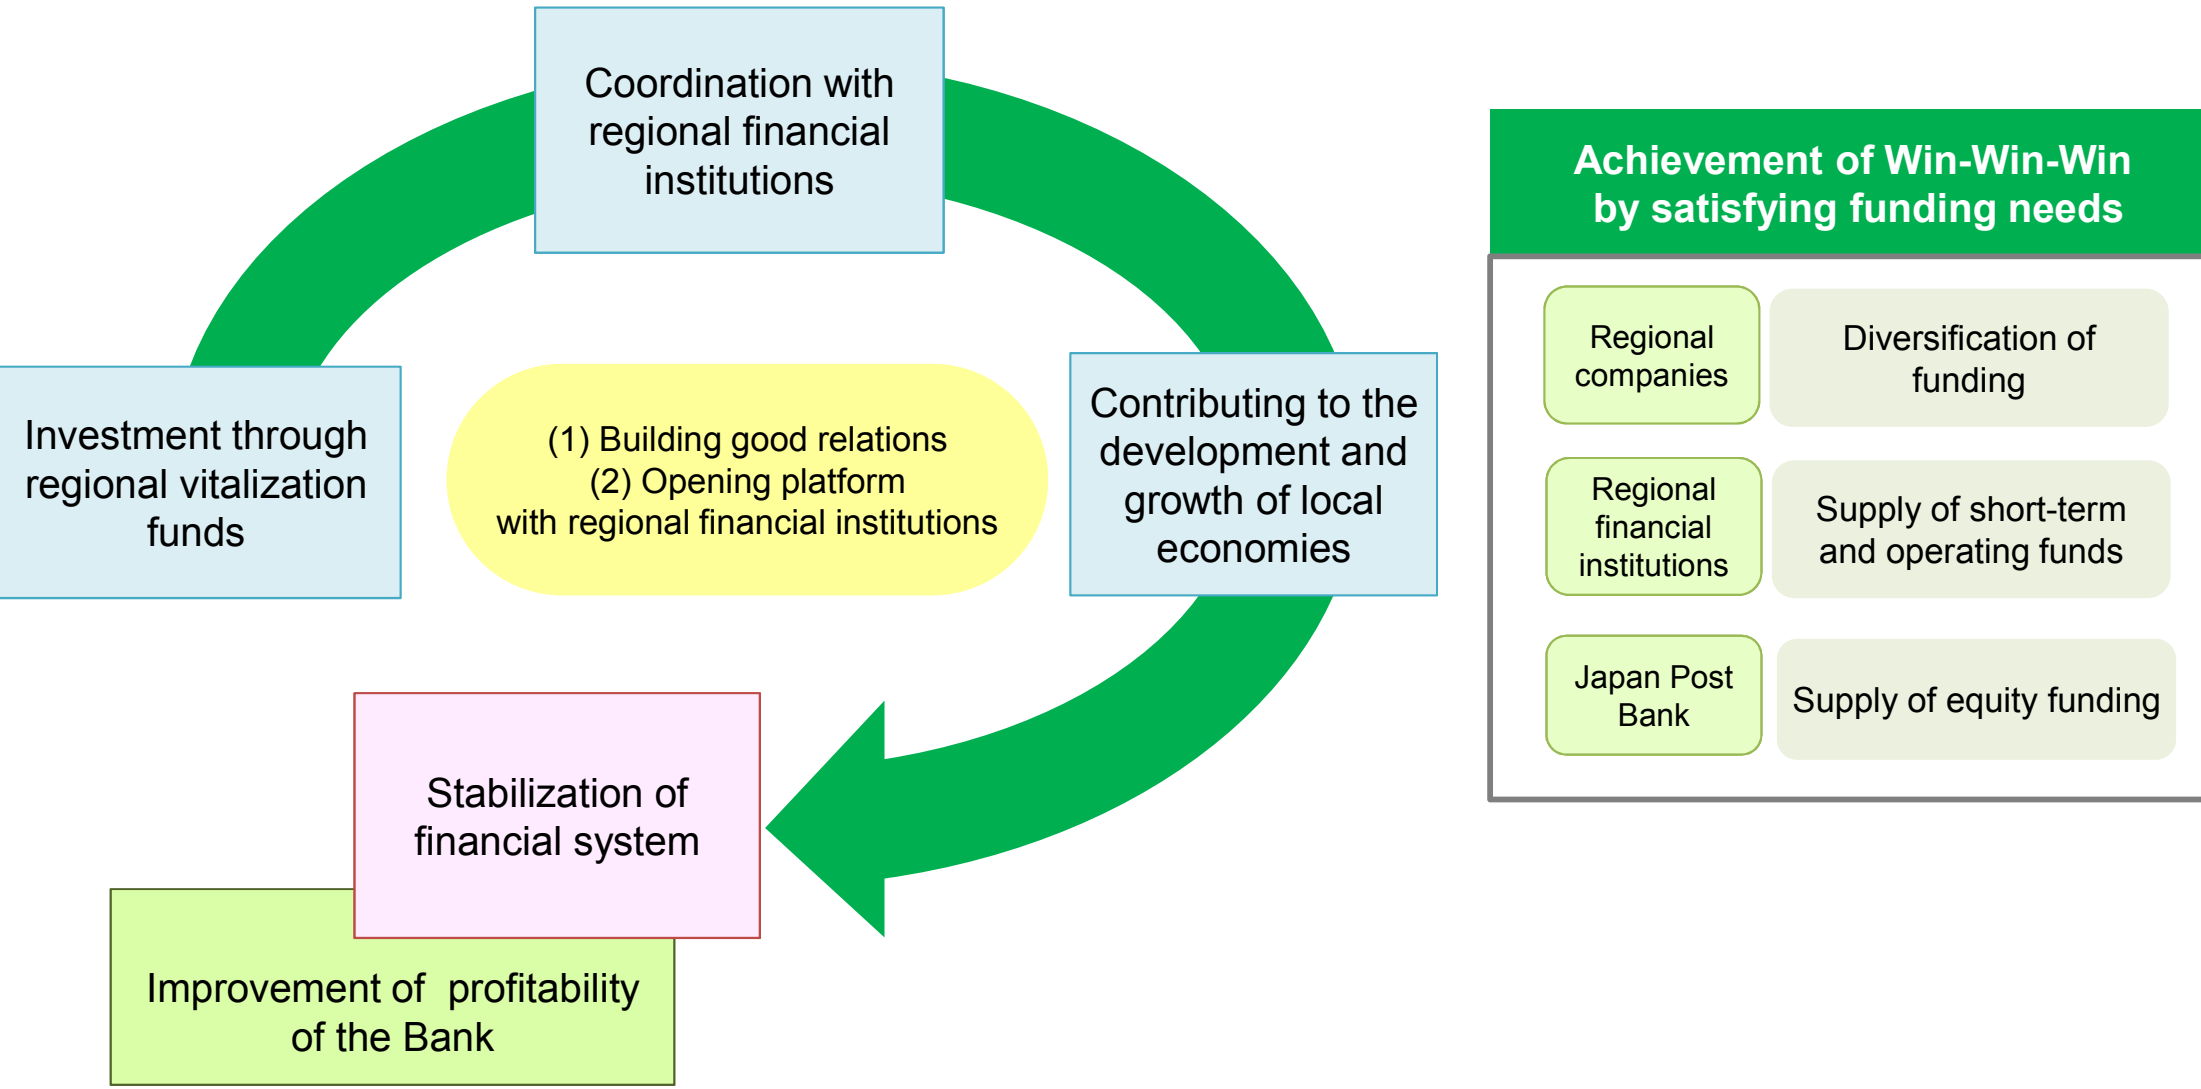 Coordination with
regional financial
institutions
Investment through
regional vitalization
funds
(1) Building good relations
(2) Opening platform
with regional financial institutions
Contributing to the
development and
growth of local
economies
Stabilization of
financial system
Improvement of  profitability
of the Bank
Achievement of Win-Win-Win
by satisfying funding needs
Regional
companies
Diversification of
funding
Regional
financial
institutions
Supply of short-term
and operating funds
Japan Post
Bank
Supply of equity funding